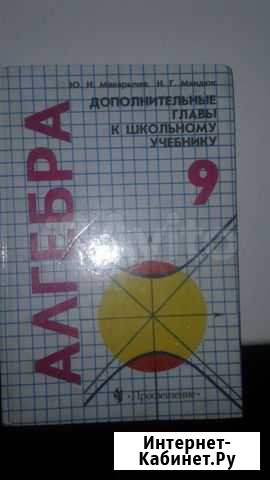 Ю. Н. Макарычев Н. Г. Миндюк
ДОПОЛНИТЕЛЬНЫЕ
ГЛАВЫ
К ШКОЛЬНОМУ
УЧЕБНИКУ
9
АЛГЕБРА
«Просвещение»
Интернет-
Кабинет.Ру